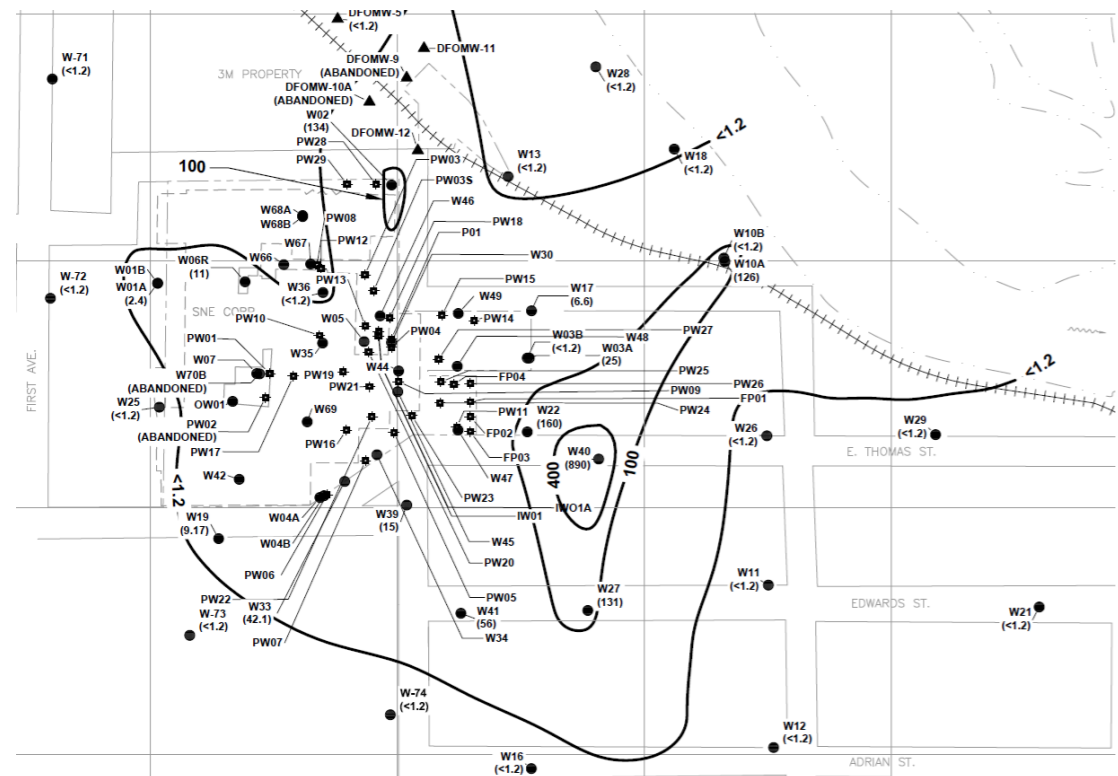 DFOMW-5
(<1.2)
DFOMW-11
W-71
(<1.2)
3M PROPERTY
DFOMW-9
(ABANDONED)
DFOMW-10A
(ABANDONED)
W28
(<1.2)
W02
(134)
DFOMW-12
PW28
PW29
PW03
100
PW03S
W13
(<1.2)
W18
(<1.2)
<1.2
W46
W68A
W68B
PW08
PW18
W67
PW12
P01
W10B
(<1.2)
W10A
(126)
W-72
(<1.2)
W01B
W01A
(2.4)
W06R
(11)
W66
W30
W36
(<1.2)
PW13
PW15
W49
W17
(6.6)
SNE CORP.
PW10
W05
PW14
PW01
PW04
W03B
(<1.2)
W03A
(25)
PW27
W48
W07
W35
W44
PW25
W70B
(ABANDONED)
PW19
FP04
PW09
PW26
FIRST AVE.
W25
(<1.2)
OW01
PW21
FP01
PW24
PW02
(ABANDONED)
W69
PW11
W22
(160)
PW17
PW16
FP02
W26
(<1.2)
W29
(<1.2)
<1.2
E. THOMAS ST.
FP03
W40
(890)
400
100
W42
W47
<1.2
PW23
W19
(9.17)
W04A
W39
(15)
IW01
IWO1A
W04B
W45
PW06
PW20
PW22
W33
(42.1)
PW05
W41
(56)
W27
(131)
W11
(<1.2)
EDWARDS ST.
W21
(<1.2)
W-73
(<1.2)
PW07
W34
W-74
(<1.2)
W12
(<1.2)
W16
(<1.2)
ADRIAN ST.